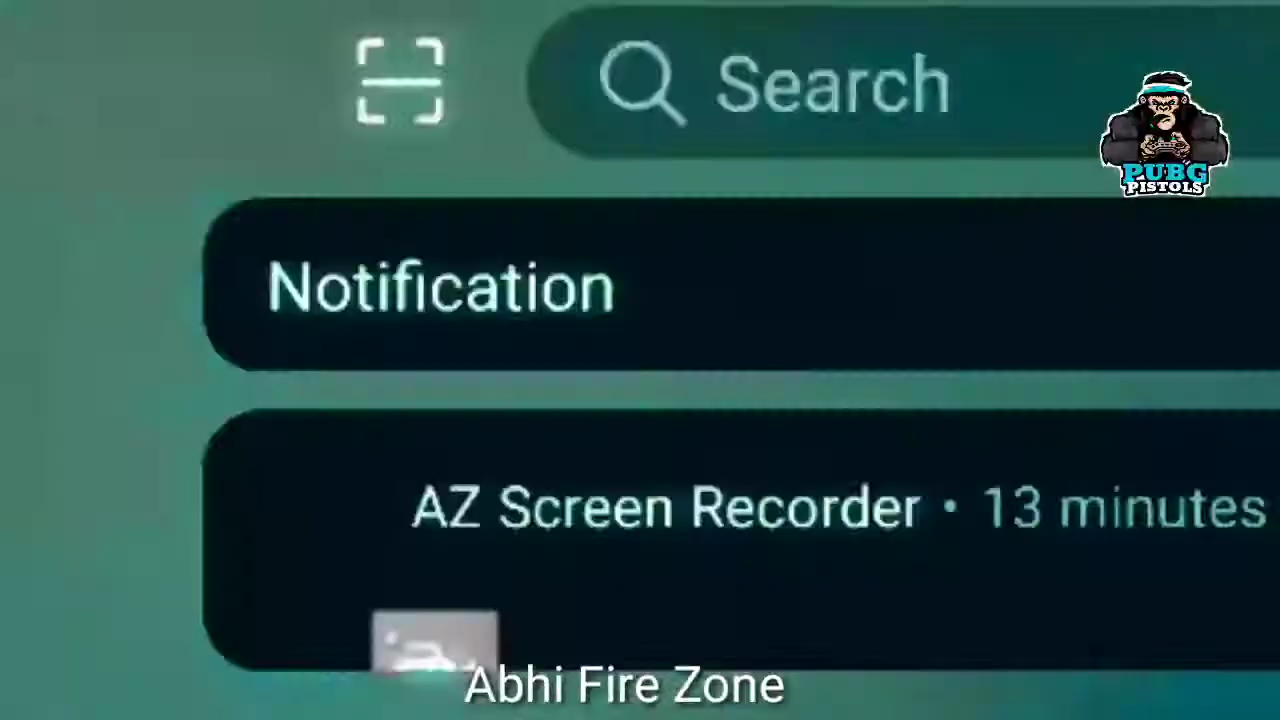 Search
PUBG
PISTOLS
Notification
AZ Screen Recorder • 13 minutes
Abhi Fire Zone